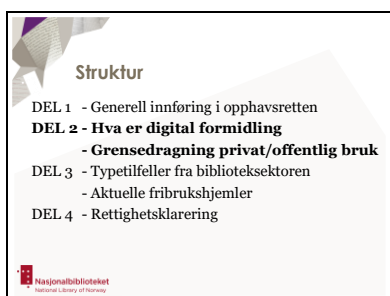 Struktur
DEL 1 - Generell innføring i opphavsretten
DEL 2 - Hva er digital formidling
- Grensedragning privat/offentlig bruk
DEL 3 - Typetilfeller fra biblioteksektoren
- Aktuelle fribrukshjemler
DEL 4 - Rettighetsklarering
Nasjonalbiblioteket
National Library of Norway